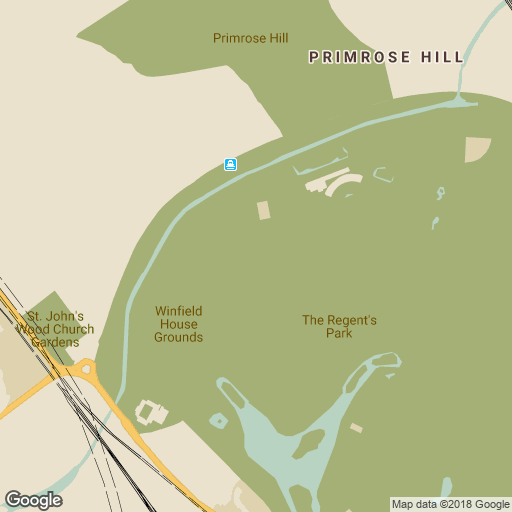 Primrose Hill
PRIMROSE HILL
St. John's
Wood Church
Gardens
Winfield
House
Grounds
The Regent's
Park
Google
Map data ©2018 Google